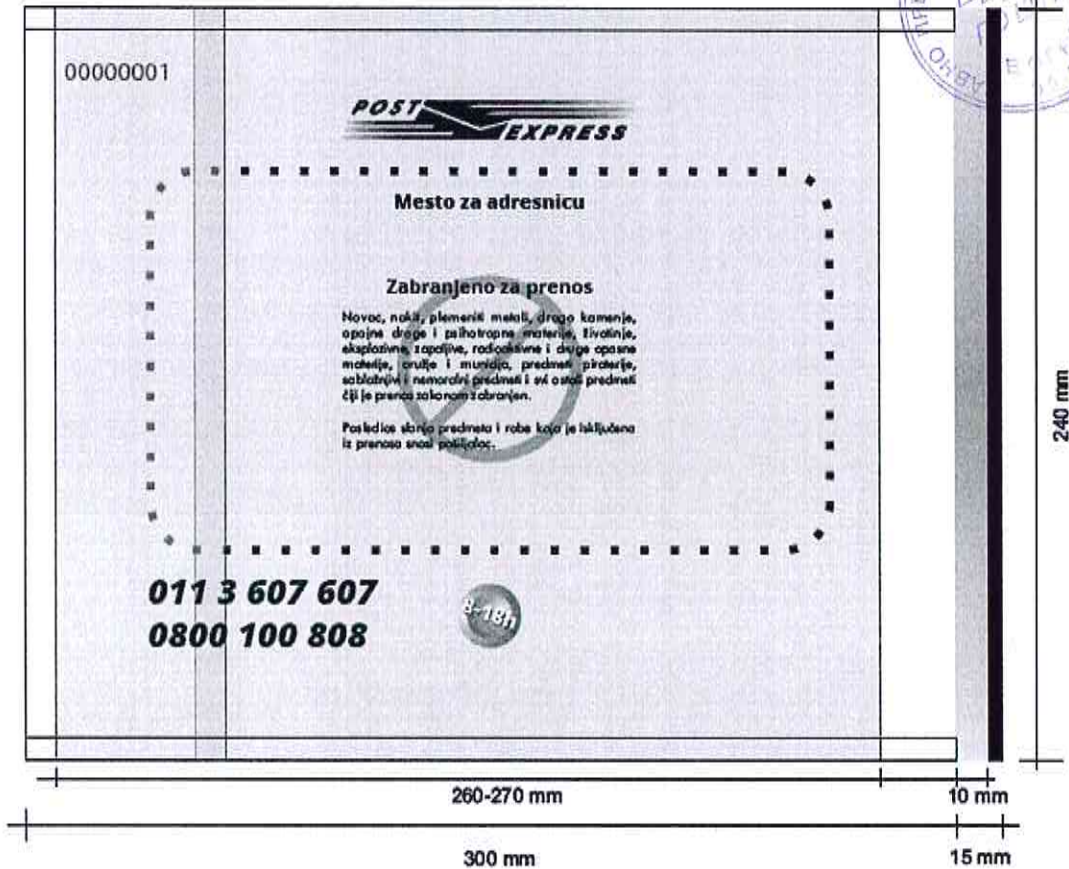 00000001
POST
EXPRESS
Mesto za adresnicu
Zabranjeno za prenos
Novac, nakit, plemeniti metali, drago kamenje,
opojne droge i psihotropne materije, životinje,
eksplozivne, zapaljive, radioaktivne i druge opasne
materije, oružje i municija, predmeti piraterije,
sablažnjivi i nemoralni predmeti i svi ostali predmeti
čiji je prenos zakonom zabranjen.
Posledice slanja predmeta i robe koja je isključena
iz prenosa snosi pošiljalac.
011 3 607 607
0800 100 808
8-18h
240 mm
260-270 mm
10 mm
300 mm
15 mm